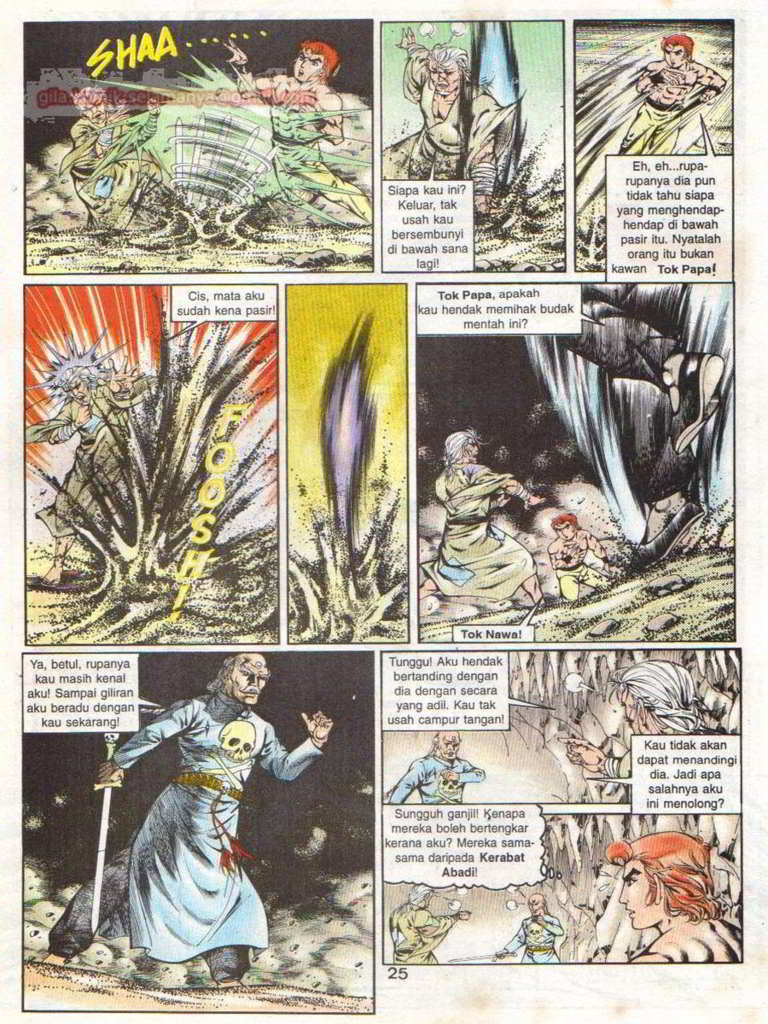 SHAA......
Siapa kau ini?
Keluar, tak
usah kau
bersembunyi
di bawah sana
lagi!
Eh, eh...rupa-
rupanya dia pun
tidak tahu siapa
yang menghendap-
hendap di bawah
pasir itu. Nyatalah
orang itu bukan
kawan Tok Papa!
Cis, mata aku
sudah kena pasir!
FOOSH!
Tok Papa, apakah
kau hendak memihak budak
mentah ini?
Tok Nawa!
Ya, betul, rupanya
kau masih kenal
aku! Sampai giliran
aku beradu dengan
kau sekarang!
Tunggu! Aku hendak
bertanding dengan
dia dengan secara
yang adil. Kau tak
usah campur tangan!
Kau tidak akan
dapat menandingi
dia. Jadi apa
salahnya aku
ini menolong?
Sungguh ganjil! Kenapa
mereka boleh bertengkar
kerana aku? Mereka sama-
sama daripada Kerabat
Abadi!
25